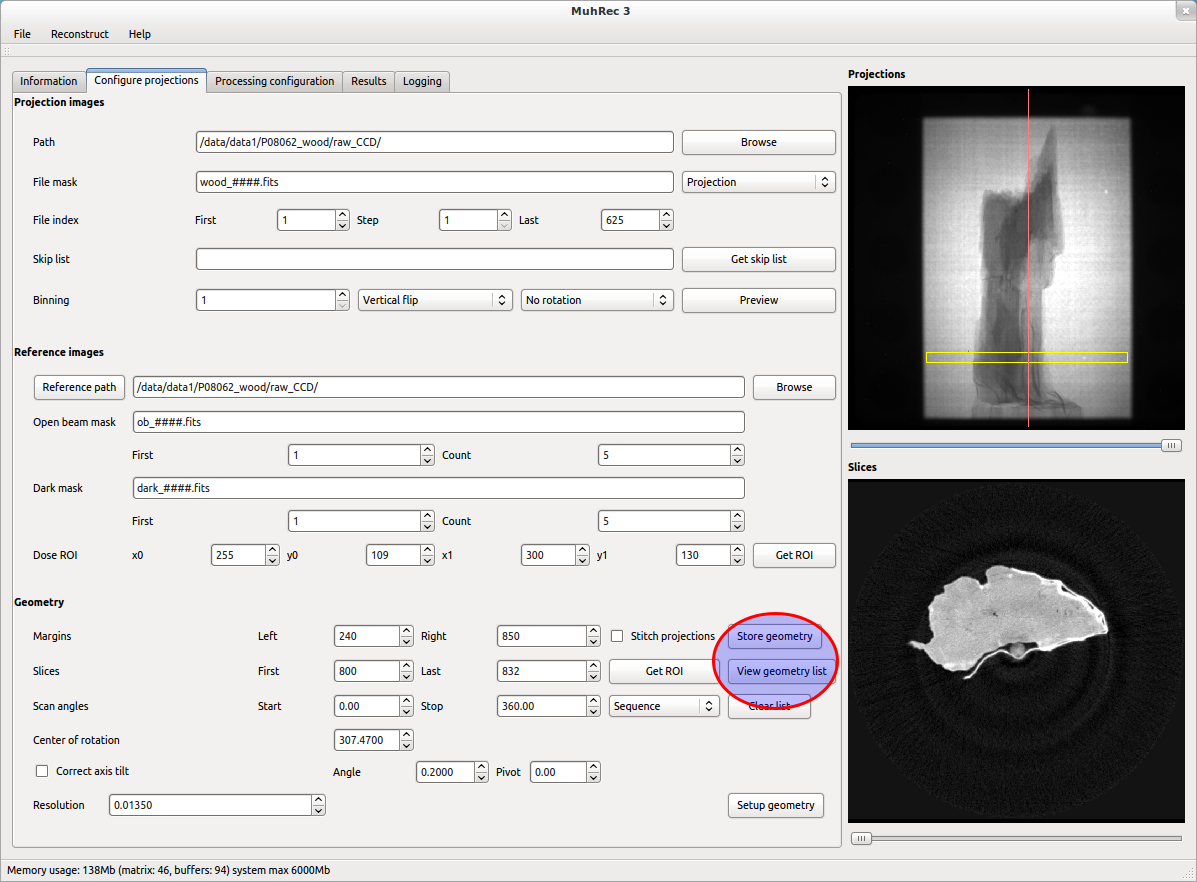 MuhRec 3
File Reconstruct Help
Information Configure projections Processing configuration Results Logging
Projection images
Path /data/data1/P08062_wood/raw_CCD/ Browse
File mask wood_####.fits Projection
File index First 1 Step 1 Last 625
Skip list Get skip list
Binning 1 Vertical flip No rotation Preview
Reference images
Reference path /data/data1/P08062_wood/raw_CCD/ Browse
Open beam mask ob_####.fits
First 1 Count 5
Dark mask dark_####.fits
First 1 Count 5
Dose ROI x0 255 y0 109 x1 300 y1 130 Get ROI
Geometry
Margins Left 240 Right 850 Stitch projections Store geometry
Slices First 800 Last 832 Get ROI View geometry list
Scan angles Start 0.00 Stop 360.00 Sequence Clear list
Center of rotation 307.4700
Correct axis tilt Angle 0.2000 Pivot 0.00
Resolution 0.01350 Setup geometry
Projections
Slices
Memory usage: 138Mb (matrix: 46, buffers: 94) system max 6000Mb